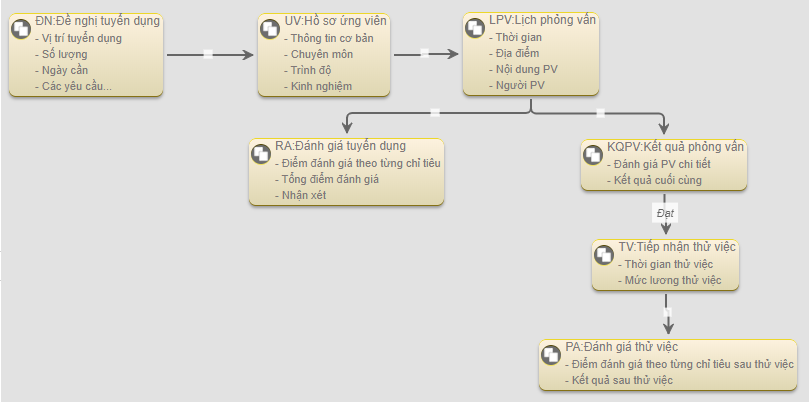 ĐN:Đề nghị tuyển dụng
- Vị trí tuyển dụng
- Số lượng
- Ngày cần
- Các yêu cầu...
UV:Hồ sơ ứng viên
- Thông tin cơ bản
- Chuyên môn
- Trình độ
- Kinh nghiệm
LPV:Lịch phỏng vấn
- Thời gian
- Địa điểm
- Nội dung PV
- Người PV
RA:Đánh giá tuyển dụng
- Điểm đánh giá theo từng chỉ tiêu
- Tổng điểm đánh giá
- Nhận xét
KQPV:Kết quả phỏng vấn
- Đánh giá PV chi tiết
- Kết quả cuối cùng
Đạt
TV:Tiếp nhận thử việc
- Thời gian thử việc
- Mức lương thử việc
PA:Đánh giá thử việc
- Điểm đánh giá theo từng chỉ tiêu sau thử việc
- Kết quả sau thử việc